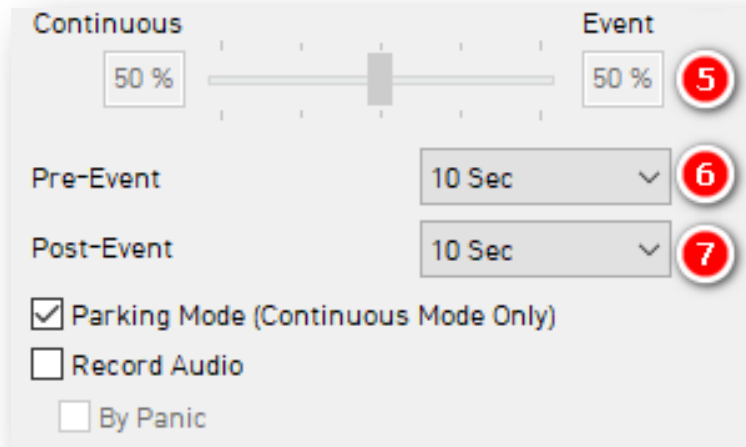 Continuous Event
50 % 50 % 5
Pre-Event 10 Sec 6
Post-Event 10 Sec 7
Parking Mode (Continuous Mode Only)
Record Audio
By Panic